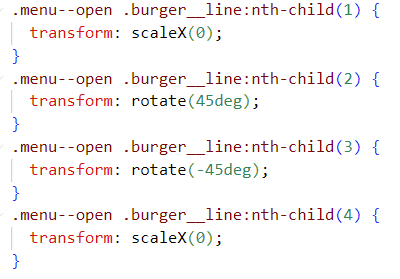 .menu--open .burger__line:nth-child(1) {
  transform: scaleX(0);
}
.menu--open .burger__line:nth-child(2) {
  transform: rotate(45deg);
}
.menu--open .burger__line:nth-child(3) {
  transform: rotate(-45deg);
}
.menu--open .burger__line:nth-child(4) {
  transform: scaleX(0);
}